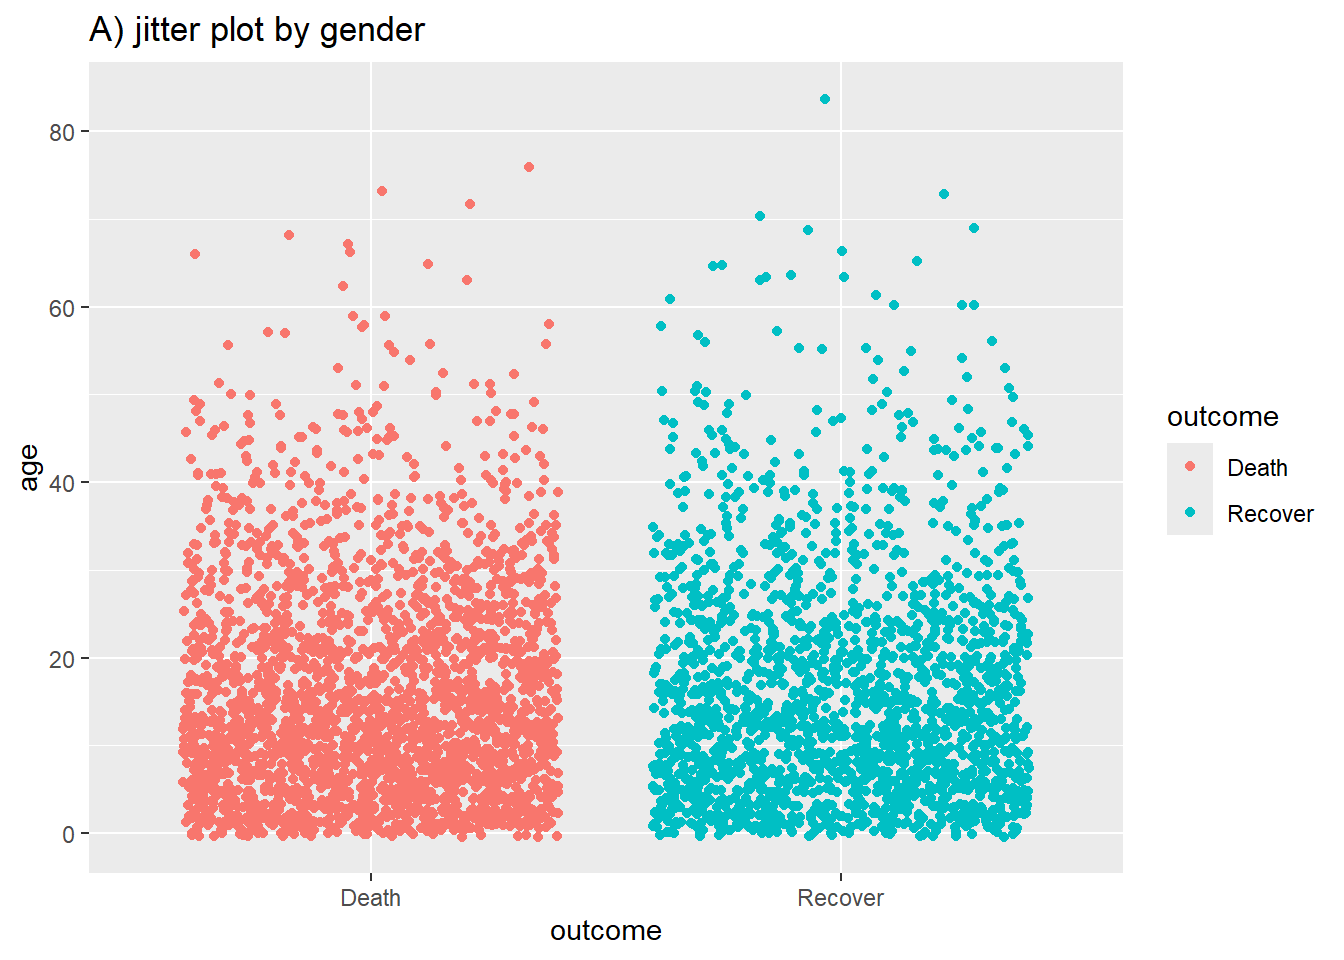 A) jitter plot by gender
80
60
40
20
0
age
Death
Recover
outcome
outcome
Death
Recover